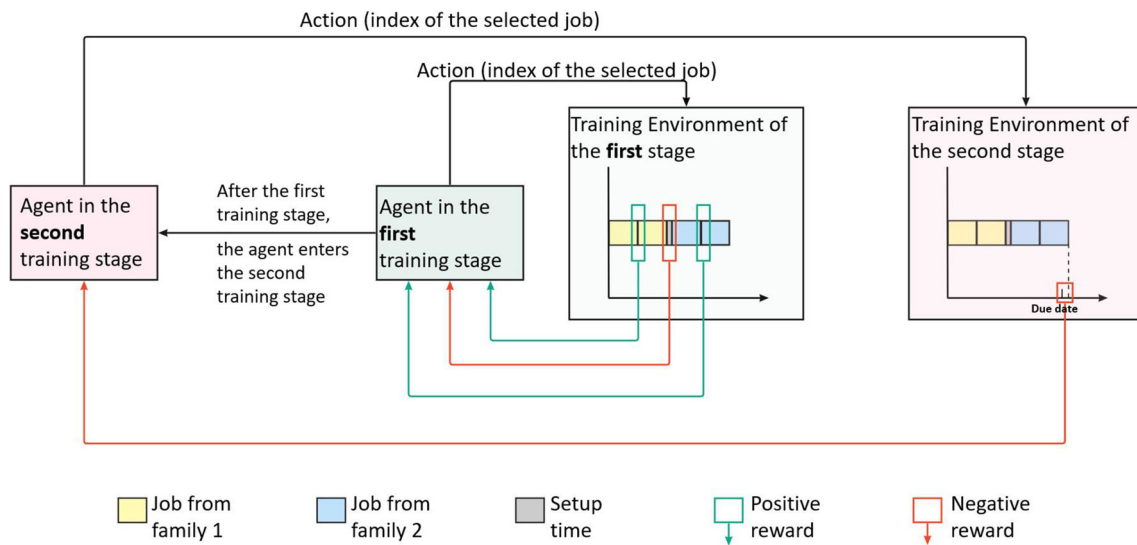 Action (index of the selected job)
Action (index of the selected job)
Training Environment of
the first stage
Training Environment of
the second stage
Agent in the
second
training stage
After the first
training stage,
the agent enters
the second
training stage
Agent in the
first
training stage
Due date
Job from
family 1
Job from
family 2
Setup
time
Positive
reward
Negative
reward